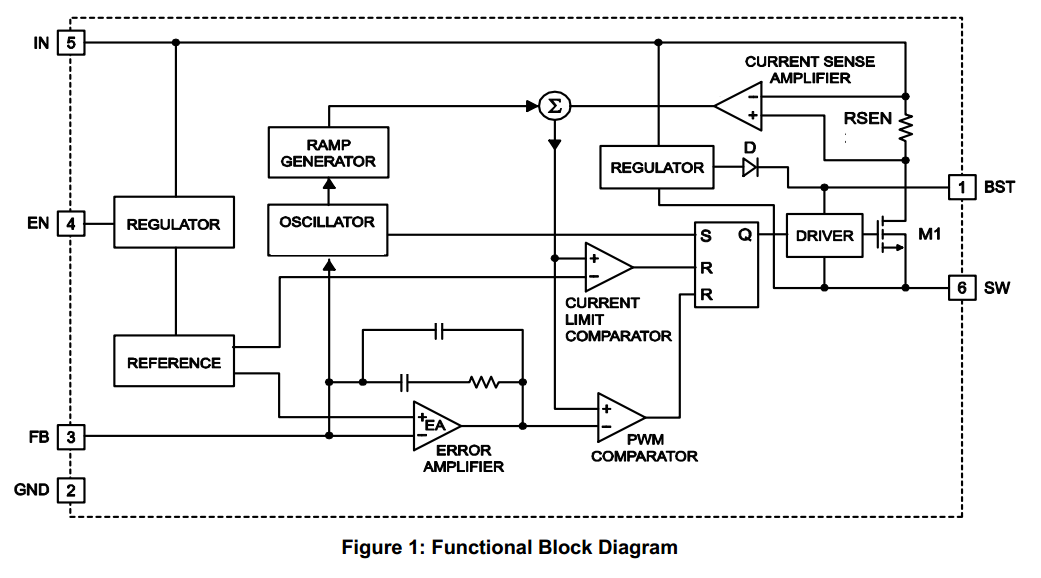 IN 5
CURRENT SENSE
AMPLIFIER
−
+
RSEN
Σ
RAMP
GENERATOR
D
REGULATOR
1 BST
EN 4
REGULATOR
OSCILLATOR
S Q
DRIVER
M1
+
−
R
R
6 SW
CURRENT
LIMIT
COMPARATOR
REFERENCE
+
EA
−
ERROR
AMPLIFIER
+
−
PWM
COMPARATOR
FB 3
GND 2
Figure 1: Functional Block Diagram